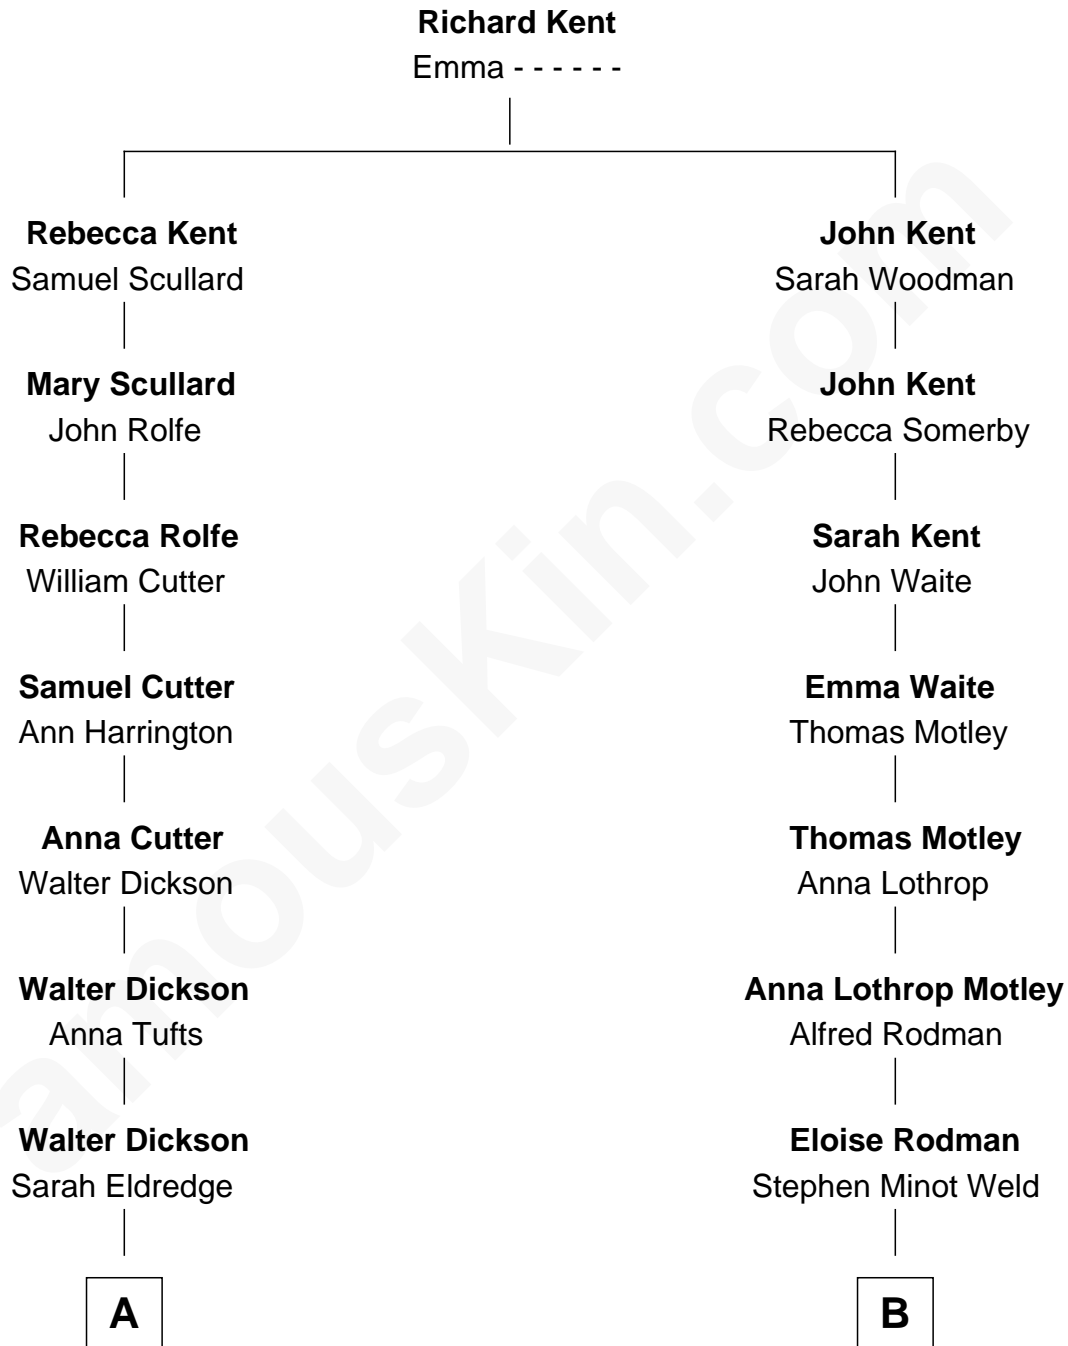 Richard Kent
Emma - - - - - -
Rebecca Kent
Samuel Scullard
John Kent
Sarah Woodman
Mary Scullard
John Rolfe
John Kent
Rebecca Somerby
Rebecca Rolfe
William Cutter
Sarah Kent
John Waite
Samuel Cutter
Ann Harrington
Emma Waite
Thomas Motley
Anna Cutter
Walter Dickson
Thomas Motley
Anna Lothrop
Walter Dickson
Anna Tufts
Anna Lothrop Motley
Alfred Rodman
Walter Dickson
Sarah Eldredge
Eloise Rodman
Stephen Minot Weld
A
B
amousKin.com